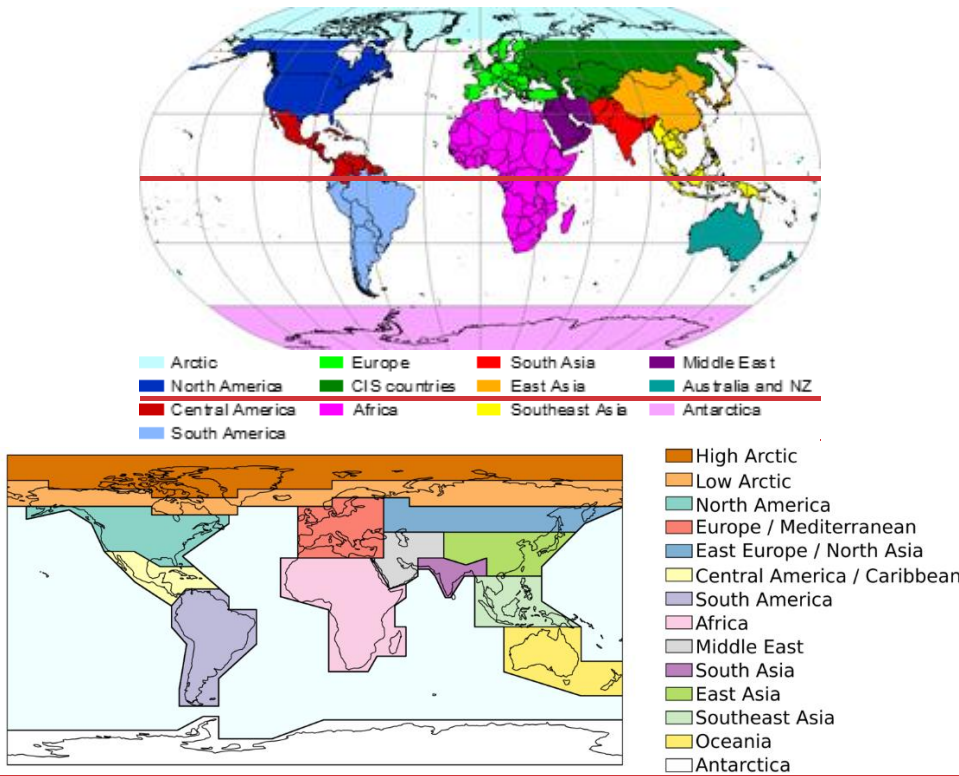 Arctic Europe South Asia Middle East
North America CIS countries East Asia Australia and NZ
Central America Africa Southeast Asia Antarctica
South America
High Arctic
Low Arctic
North America
Europe / Mediterranean
East Europe / North Asia
Central America / Caribbean
South America
Africa
Middle East
South Asia
East Asia
Southeast Asia
Oceania
Antarctica